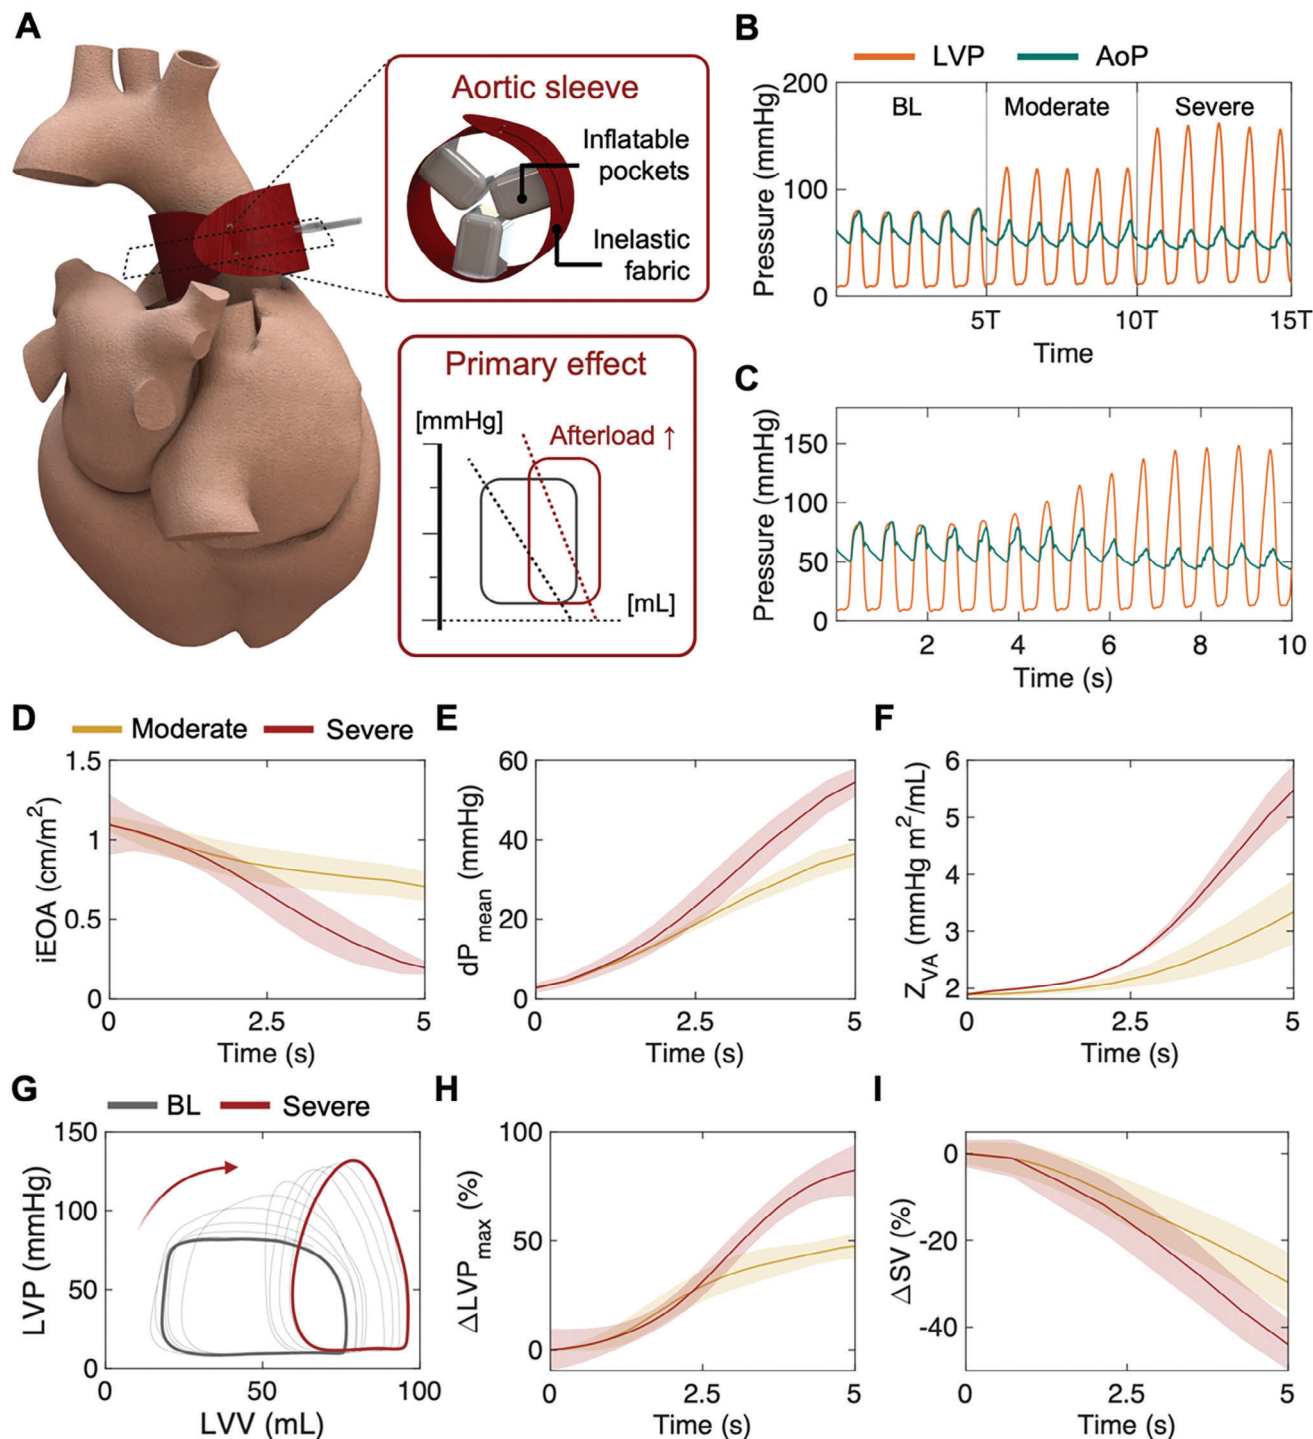 A
Aortic sleeve
Inflatable
pockets
Inelastic
fabric
Primary effect
[mmHg]
Afterload ↑
[mL]
B
LVP AoP
BL Moderate Severe
Pressure (mmHg)
200
100
0
5T 10T 15T
Time
C
Pressure (mmHg)
150
100
50
0
2 4 6 8 10
Time (s)
D
Moderate Severe
iEOA (cm/m²)
1.5
1
0.5
0
0 2.5 5
Time (s)
E
dPmean (mmHg)
60
40
20
0
0 2.5 5
Time (s)
F
ZVA (mmHg m²/mL)
6
5
4
3
2
0 2.5 5
Time (s)
G
BL Severe
LVP (mmHg)
150
100
50
0
0 50 100
LVV (mL)
H
ΔLVPmax (%)
100
50
0
0 2.5 5
Time (s)
I
ΔSV (%)
0
-20
-40
0 2.5 5
Time (s)